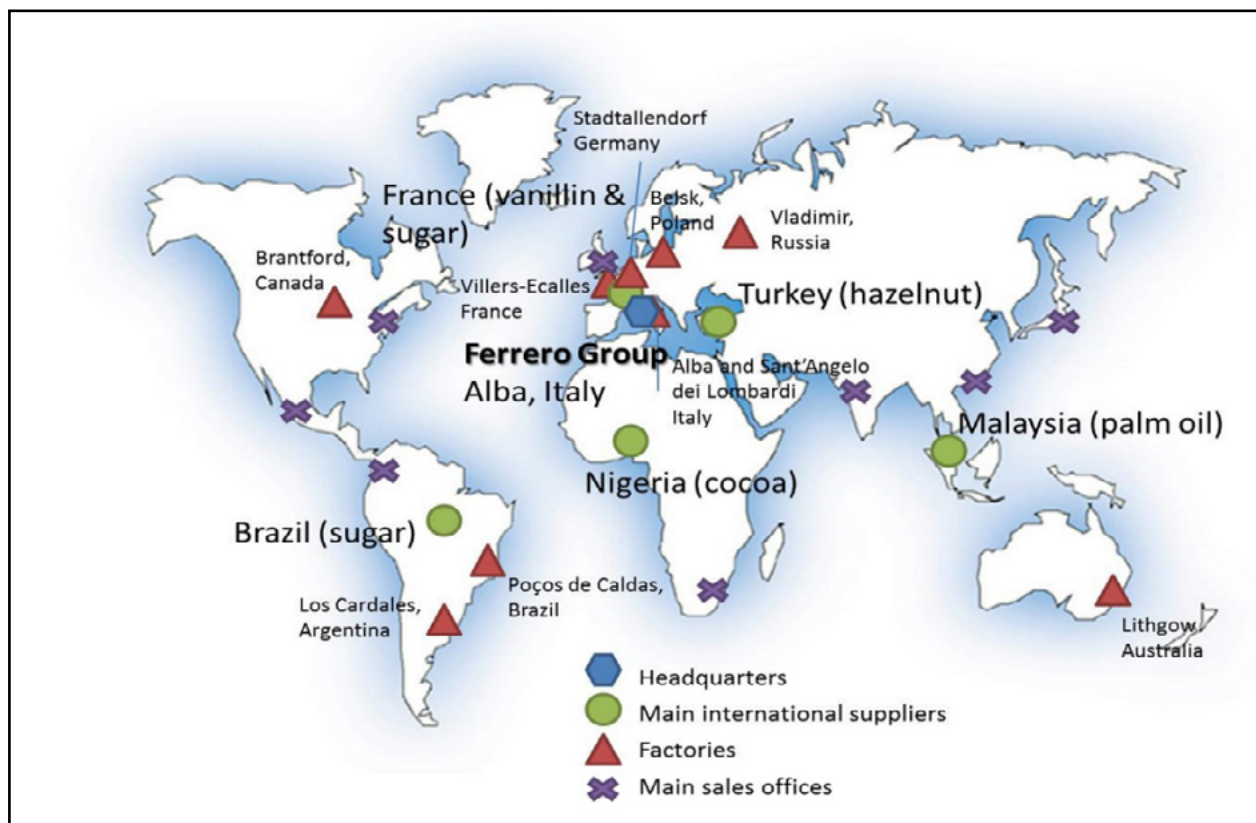 Stadtallendorf
Germany
France (vanillin &
sugar)
Belsk,
Poland
Vladimir,
Russia
Brantford,
Canada
Villers-Ecalles
France
Turkey (hazelnut)
Ferrero Group
Alba, Italy
Alba and Sant'Angelo
dei Lombardi
Italy
Malaysia (palm oil)
Nigeria (cocoa)
Brazil (sugar)
Poços de Caldas,
Brazil
Los Cardales,
Argentina
Lithgow
Australia
Headquarters
Main international suppliers
Factories
Main sales offices